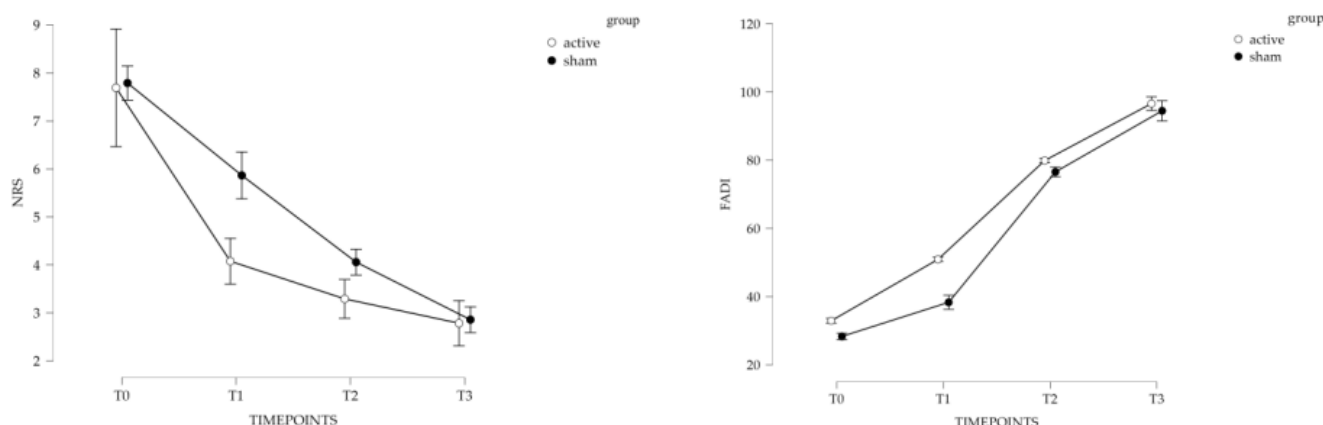 group
active
sham
9
8
7
6
5
4
3
2
NRS
T0 T1 T2 T3
TIMEPOINTS
group
active
sham
120
100
80
60
40
20
FADI
T0 T1 T2 T3
TIMEPOINTS